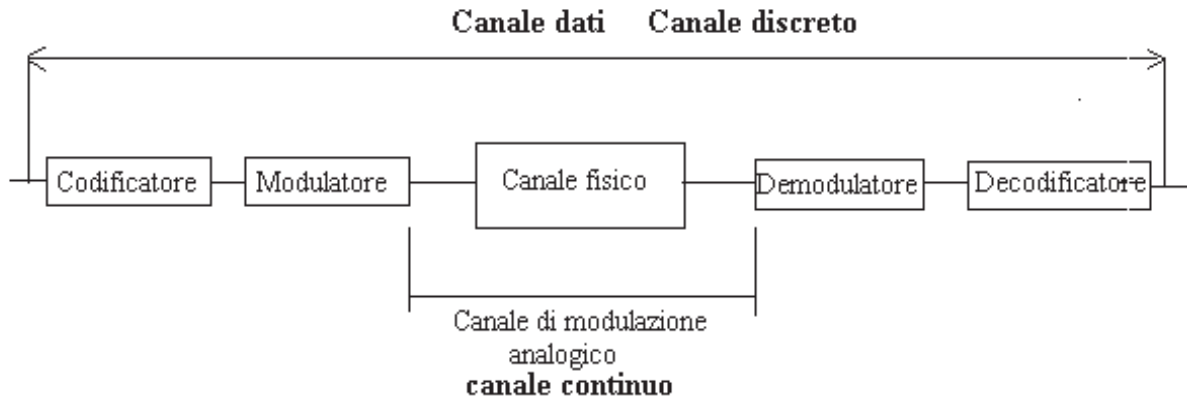 Canale dati Canale discreto
Codificatore Modulatore Canale fisico Demodulatore Decodificatore
Canale di modulazione
analogico
canale continuo